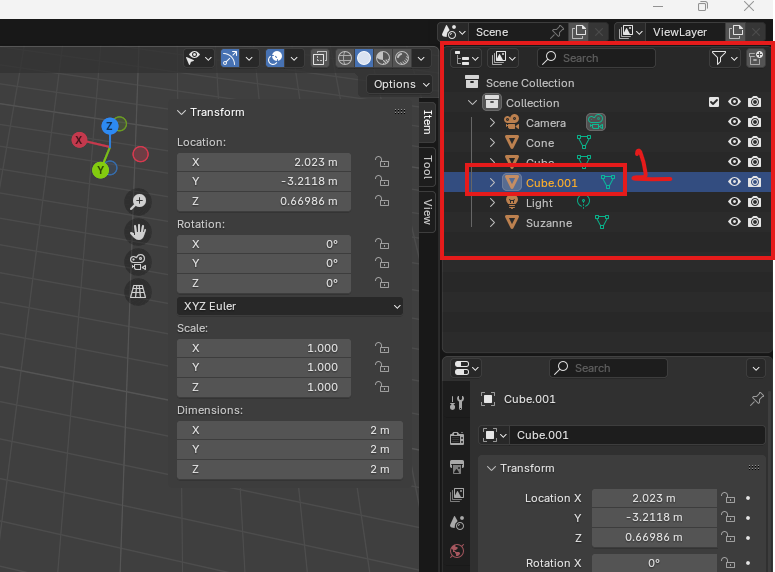 Scene
ViewLayer
Search
Options
Scene Collection
Collection
Camera
Cone
Cube
Cube.001
Light
Suzanne
Item
Tool
View
Z
X
Y
Transform
Location:
X 2.023 m
Y -3.2118 m
Z 0.66986 m
Rotation:
X 0°
Y 0°
Z 0°
XYZ Euler
Scale:
X 1.000
Y 1.000
Z 1.000
Dimensions:
X 2 m
Y 2 m
Z 2 m
Search
Cube.001
Cube.001
Transform
Location X 2.023 m
Y -3.2118 m
Z 0.66986 m
Rotation X 0°